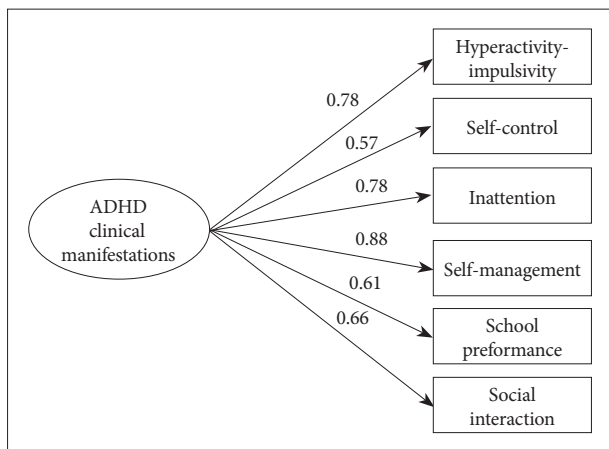 Hyperactivity-
impulsivity
0.78
Self-control
0.57
ADHD
clinical
manifestations
0.78
Inattention
0.88
Self-management
0.61
School
preformance
0.66
Social
interaction